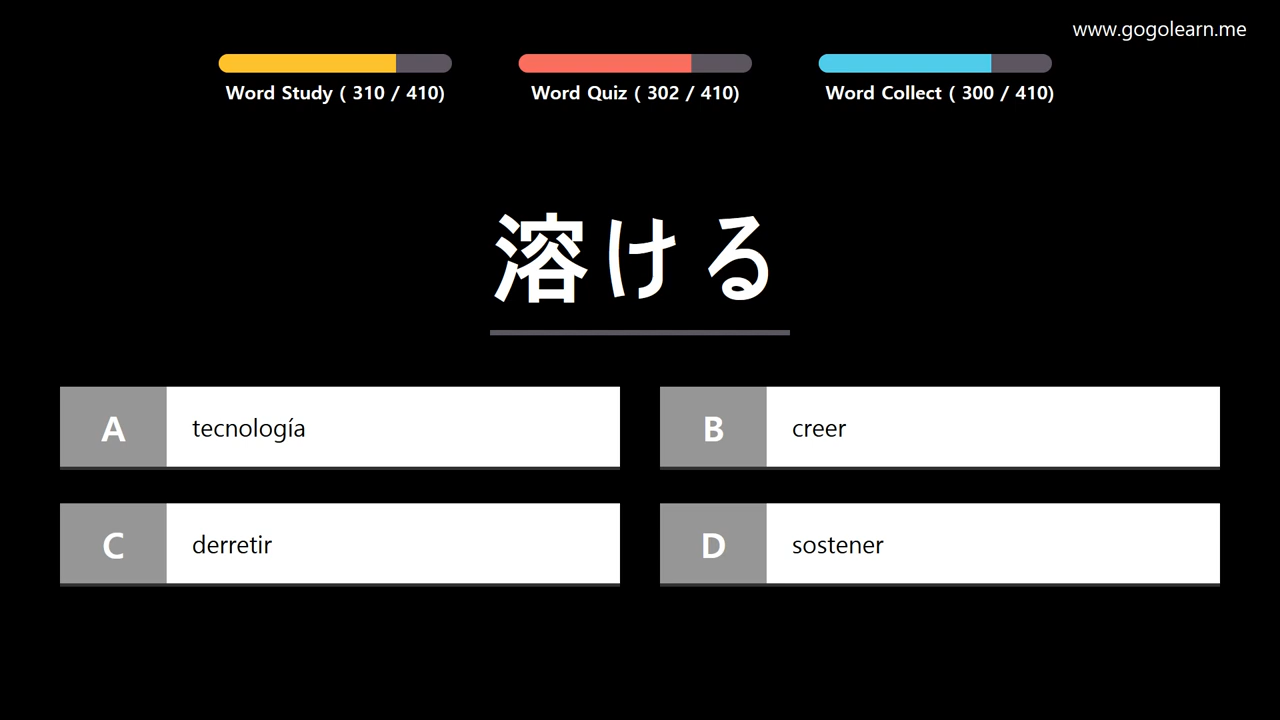 www.gogolearn.me
Word Study ( 310 / 410)
Word Quiz ( 302 / 410)
Word Collect ( 300 / 410)
溶ける
A tecnología
B creer
C derretir
D sostener